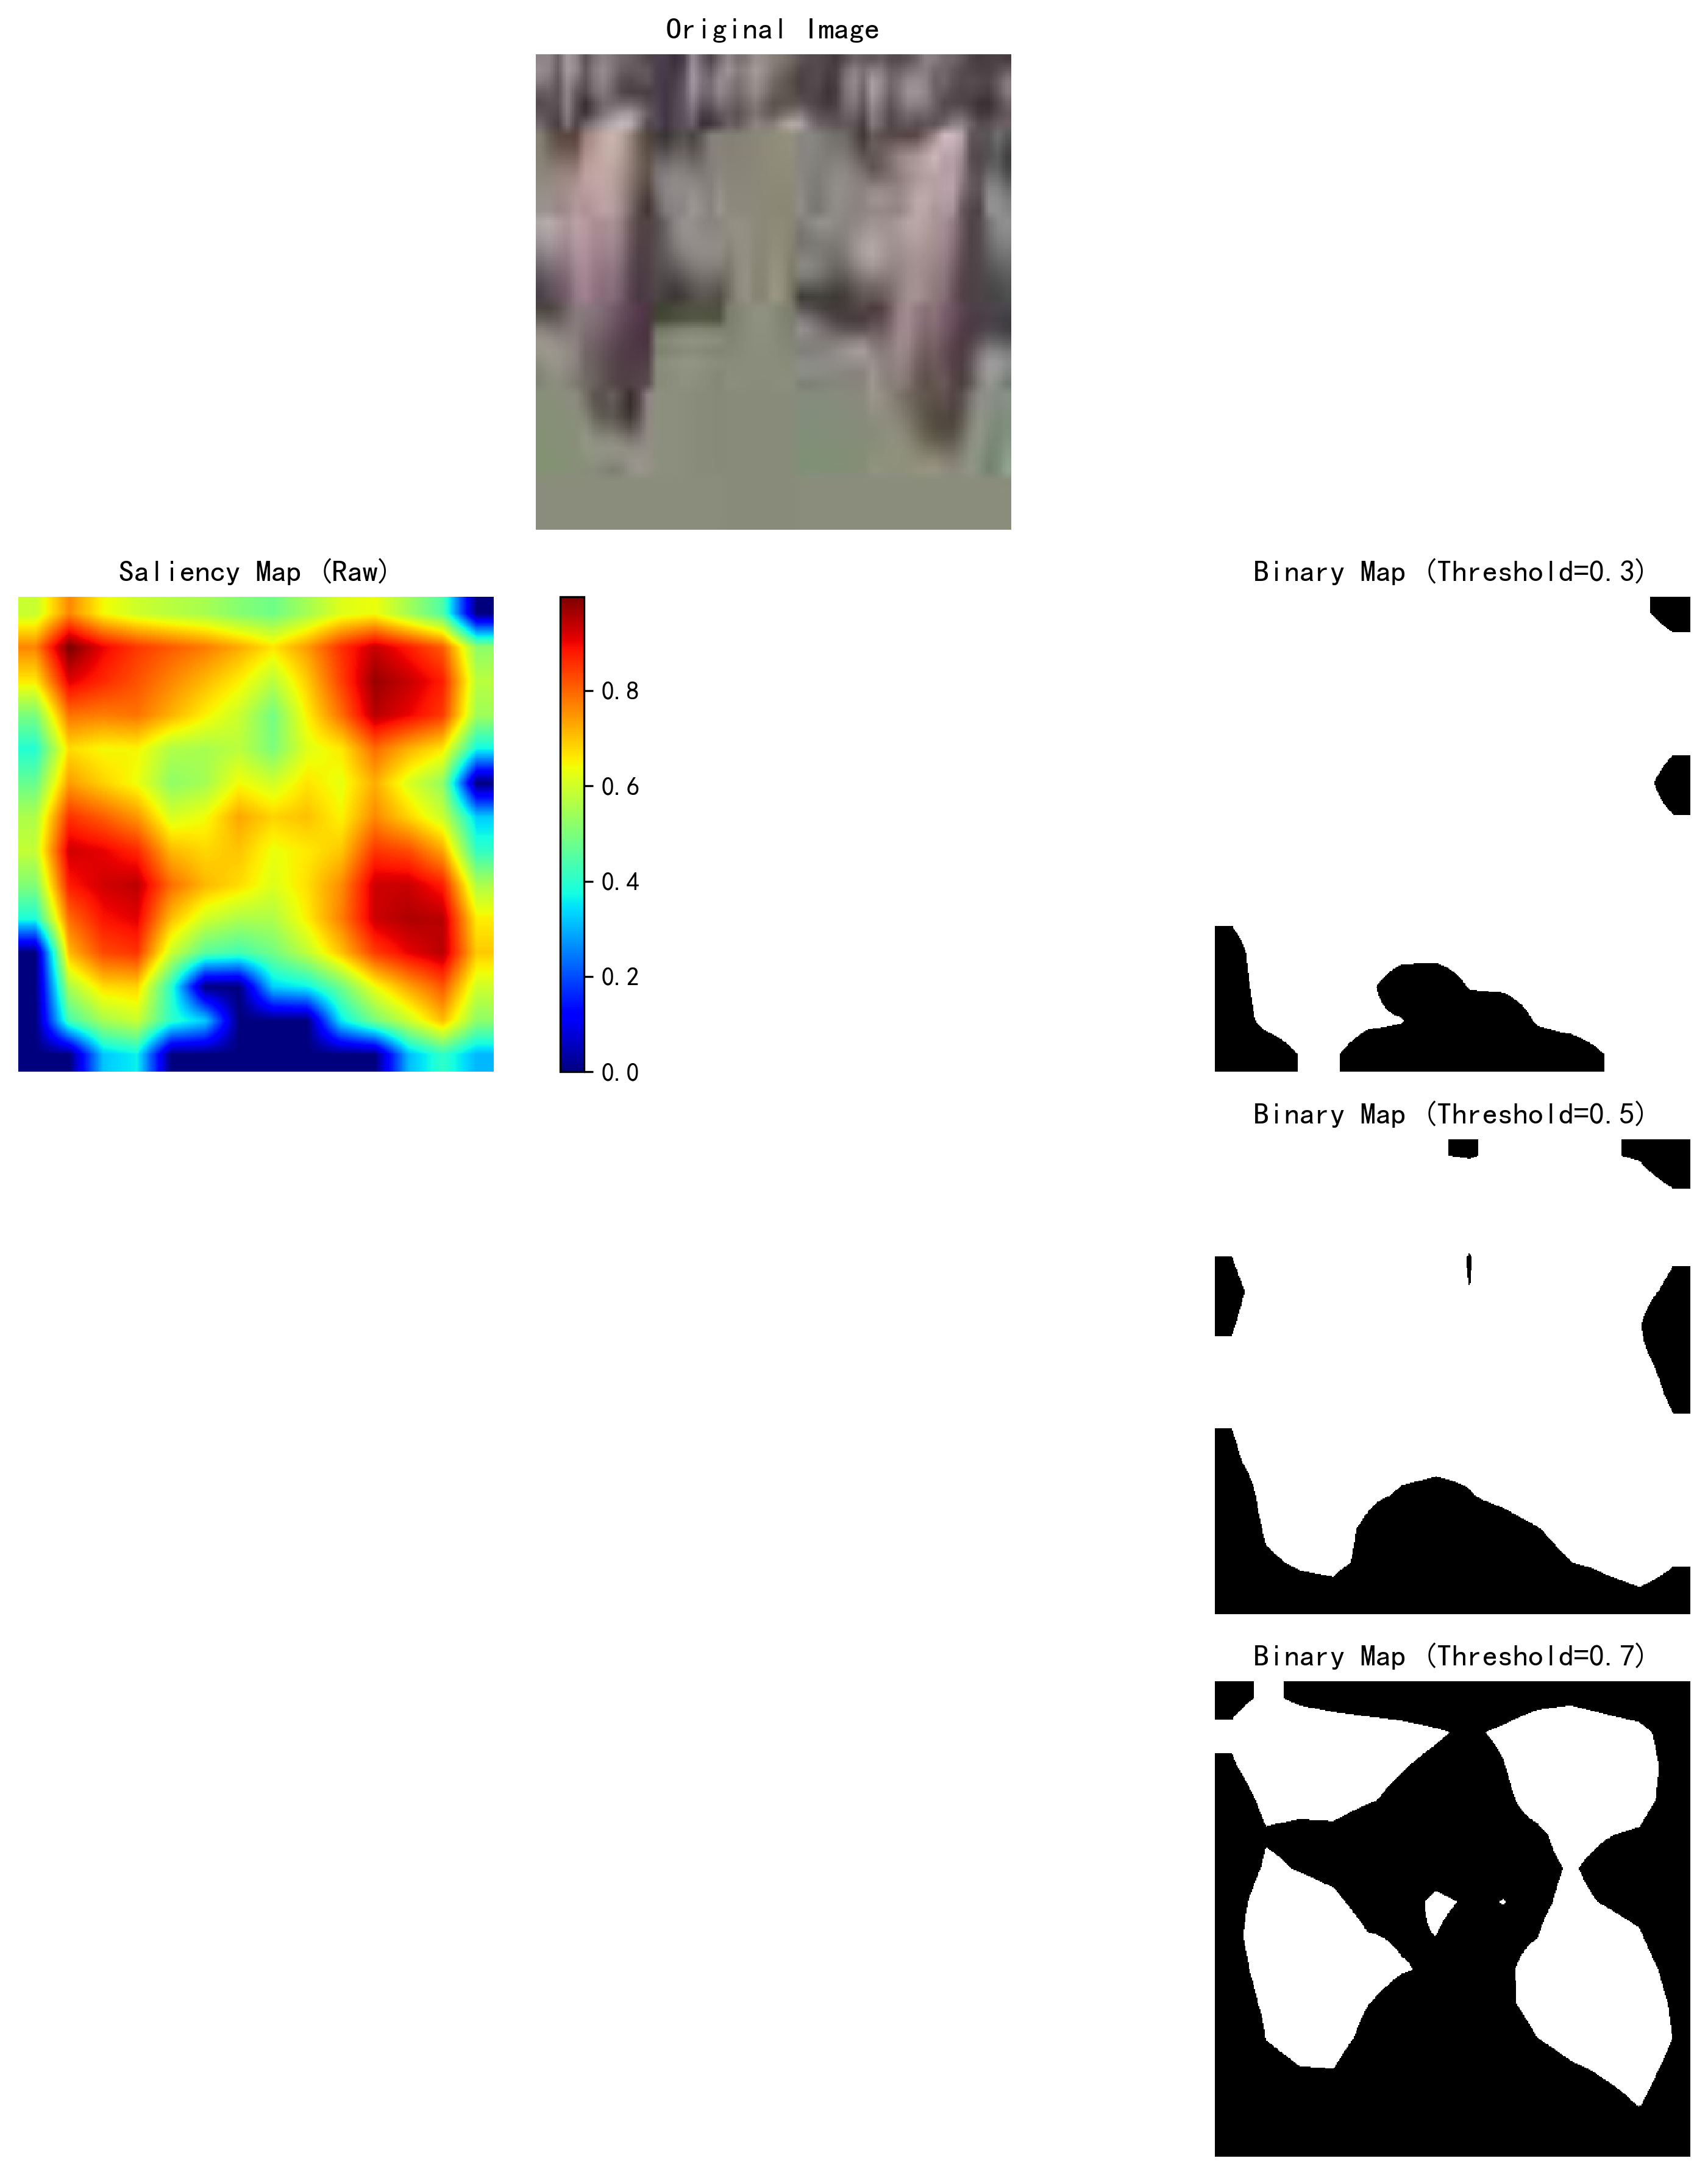 Original Image
Saliency Map (Raw)
Binary Map (Threshold=0.3)
0.8
0.6
0.4
0.2
0.0
Binary Map (Threshold=0.5)
Binary Map (Threshold=0.7)